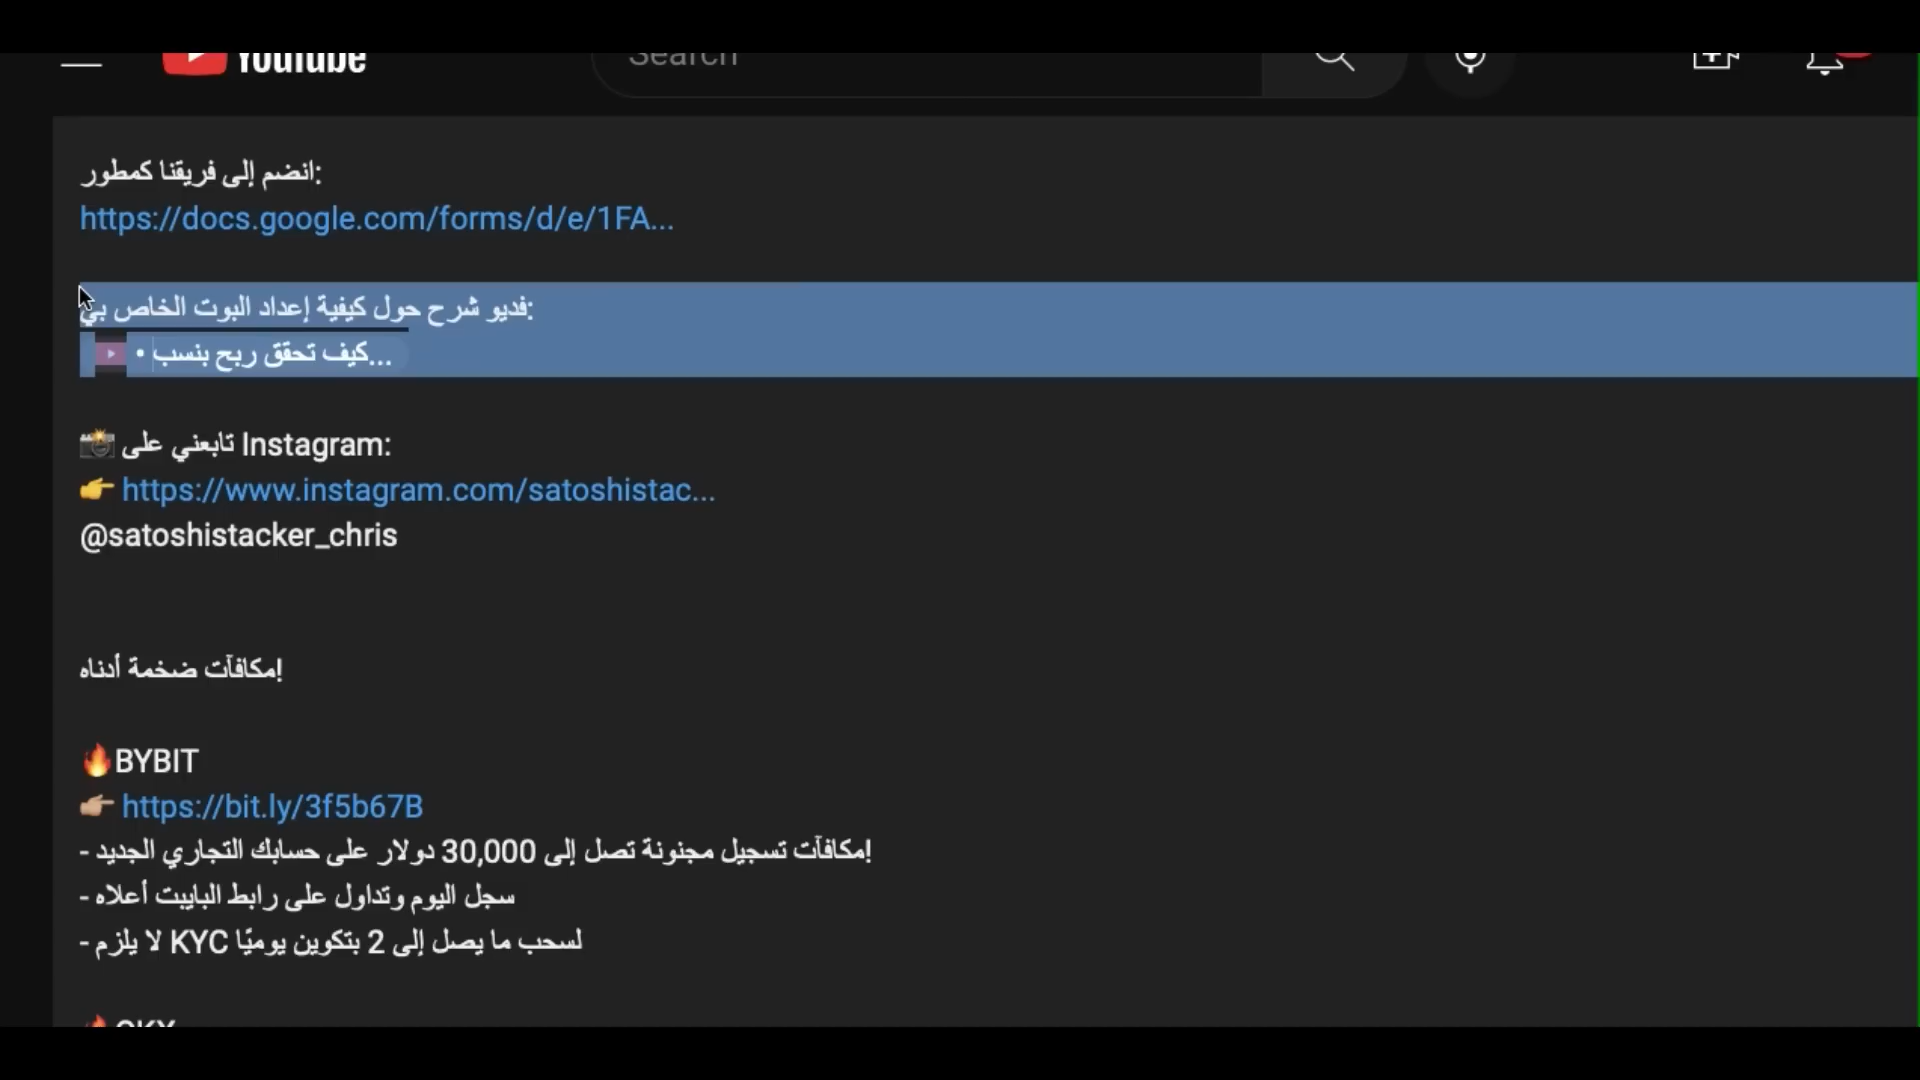 YouTube
Search
انضم إلى فريقنا كمطور:
https://docs.google.com/forms/d/e/1FA...
فديو شرح حول كيفية إعداد البوت الخاص بي:
• كيف تحقق ربح بنسب...
📸 تابعني على Instagram:
👉 https://www.instagram.com/satoshistac...
@satoshistacker_chris
مكافآت ضخمة أدناه!
🔥BYBIT
👉🏼 https://bit.ly/3f5b67B
- مكافآت تسجيل مجنونة تصل إلى 30,000 دولار على حسابك التجاري الجديد!
- سجل اليوم وتداول على رابط البايبت أعلاه
- لا يلزم KYC لسحب ما يصل إلى 2 بتكوين يوميًا